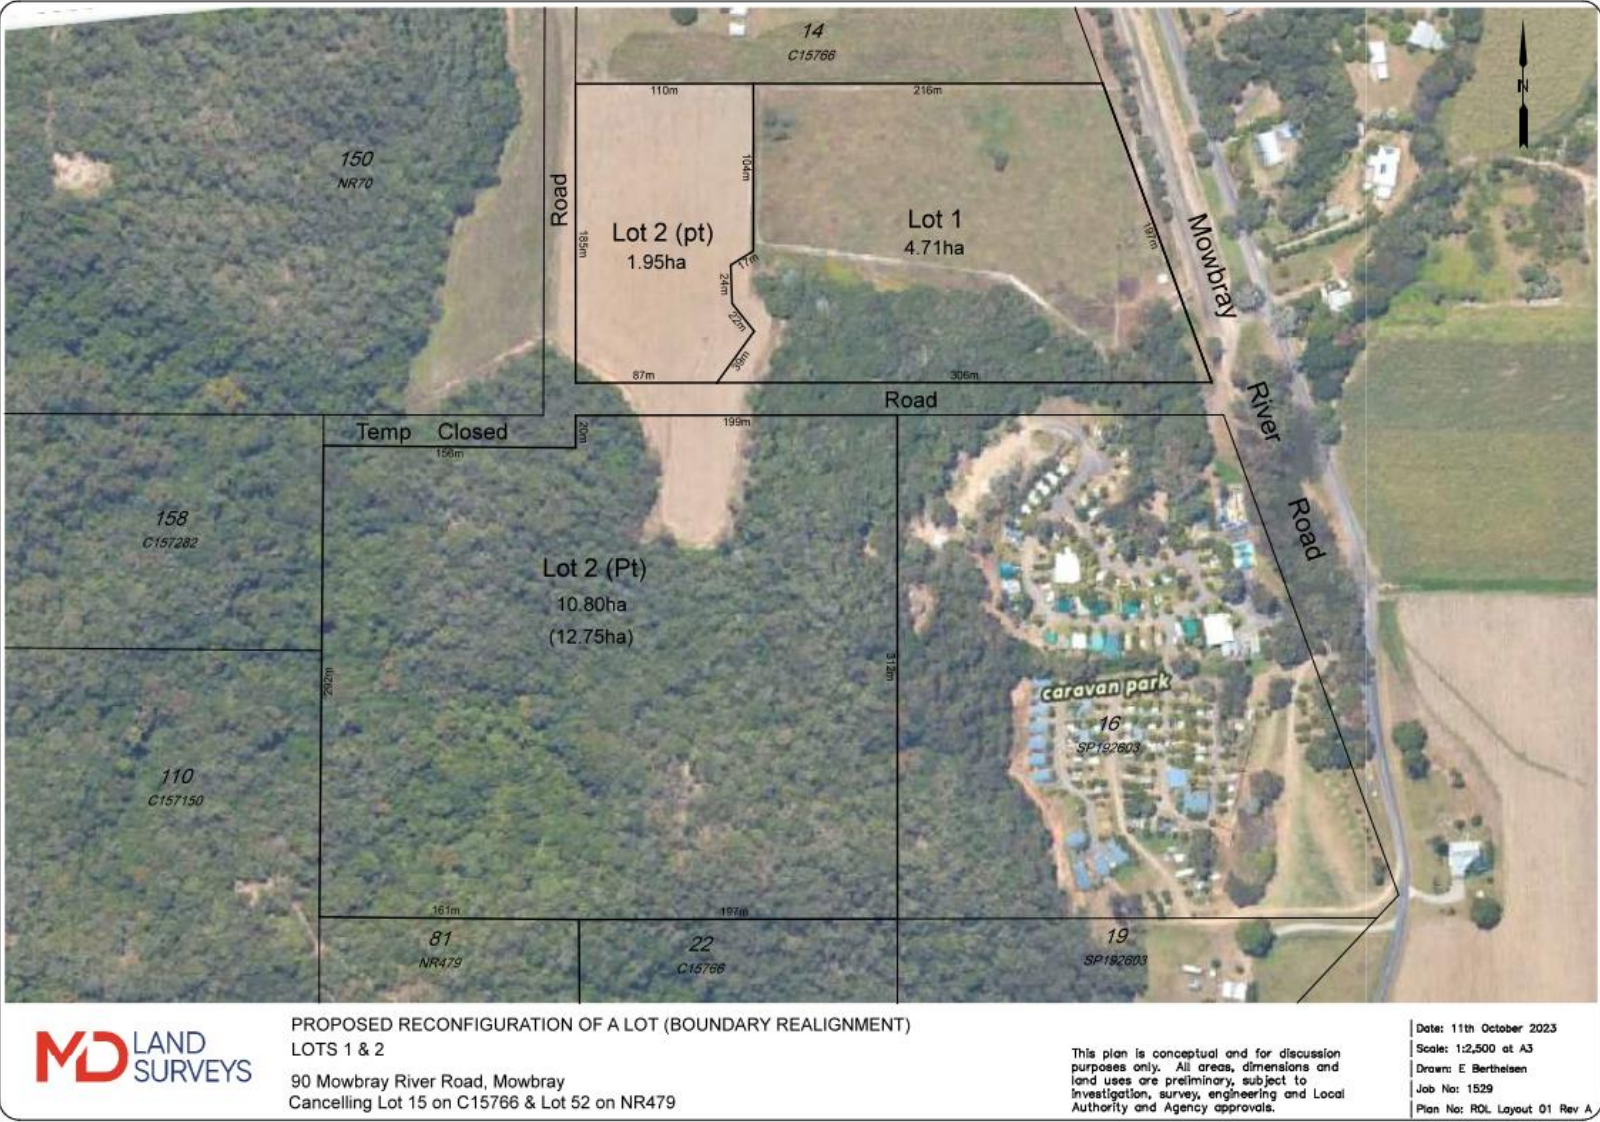 14
C15766
N
110m
216m
150
NR70
104m
Road
Lot 2 (pt)
1.95ha
185m
17m
24m
22m
39m
Lot 1
4.71ha
197m
Mowbray
River
Road
87m
306m
Road
Temp Closed
156m
20m
199m
158
C157282
Lot 2 (Pt)
10.80ha
(12.75ha)
292m
312m
caravan park
16
SP192603
110
C157150
161m
197m
81
NR479
22
C15766
19
SP192603
MD LAND
SURVEYS
PROPOSED RECONFIGURATION OF A LOT (BOUNDARY REALIGNMENT)
LOTS 1 & 2
90 Mowbray River Road, Mowbray
Cancelling Lot 15 on C15766 & Lot 52 on NR479
This plan is conceptual and for discussion
purposes only. All areas, dimensions and
land uses are preliminary, subject to
investigation, survey, engineering and Local
Authority and Agency approvals.
Date: 11th October 2023
Scale: 1:2,500 at A3
Drawn: E Berthelsen
Job No: 1529
Plan No: ROL Layout 01 Rev A